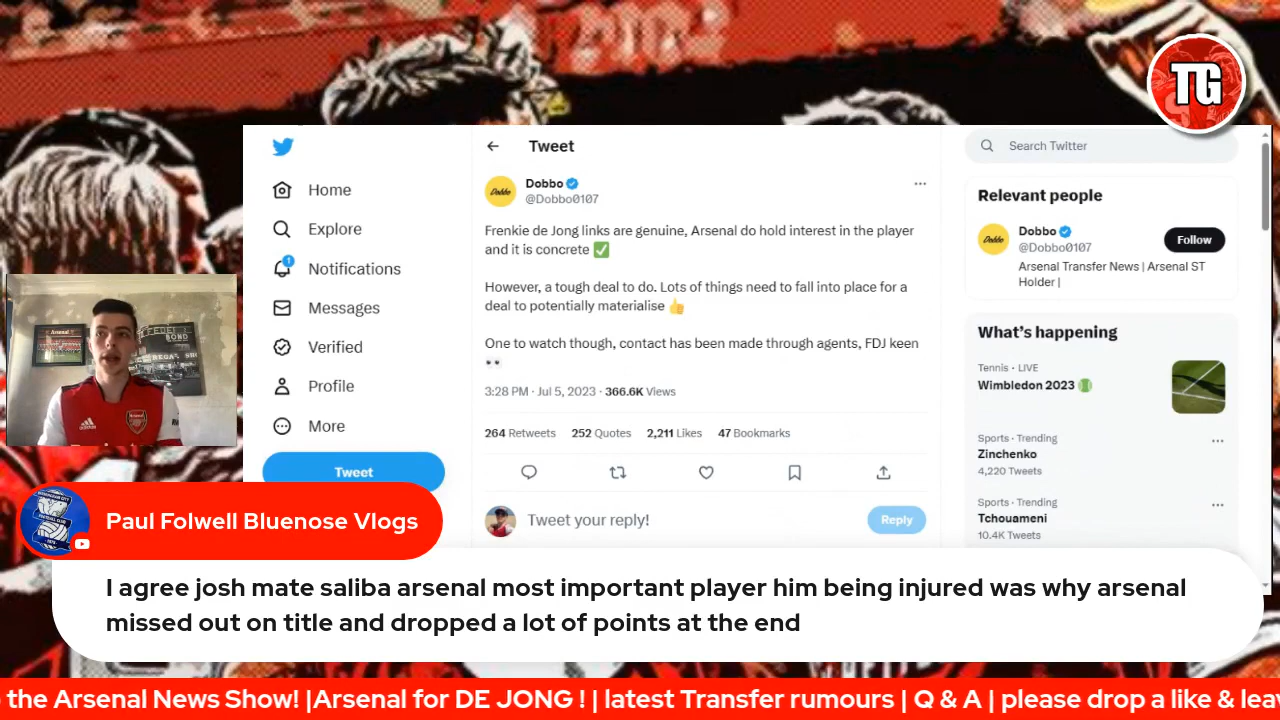 TG
Tweet
Search Twitter
Home
Explore
Notifications
1
Messages
Verified
Profile
More
Tweet
Dobbo
Dobbo
@Dobbo0107
Frenkie de Jong links are genuine, Arsenal do hold interest in the player
and it is concrete ✅
However, a tough deal to do. Lots of things need to fall into place for a
deal to potentially materialise 👍
One to watch though, contact has been made through agents, FDJ keen
👀
3:28 PM · Jul 5, 2023 · 366.6K Views
264 Retweets 252 Quotes 2,211 Likes 47 Bookmarks
Tweet your reply!
Reply
Relevant people
Dobbo
Dobbo
@Dobbo0107
Follow
Arsenal Transfer News | Arsenal ST
Holder |
What's happening
Tennis · LIVE
Wimbledon 2023
Sports · Trending
Zinchenko
4,220 Tweets
Sports · Trending
Tchouameni
10.4K Tweets
Arsenal
Paul Folwell Bluenose Vlogs
I agree josh mate saliba arsenal most important player him being injured was why arsenal
missed out on title and dropped a lot of points at the end
the Arsenal News Show! |Arsenal for DE JONG ! | latest Transfer rumours | Q & A | please drop a like & lea